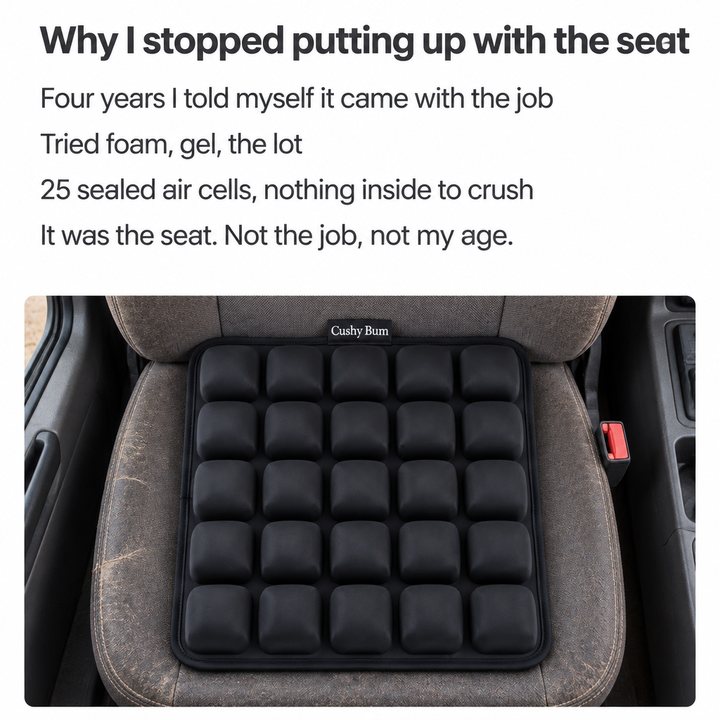 Why I stopped putting up with the seat
Four years I told myself it came with the job
Tried foam, gel, the lot
25 sealed air cells, nothing inside to crush
It was the seat. Not the job, not my age.
Cushy Bum